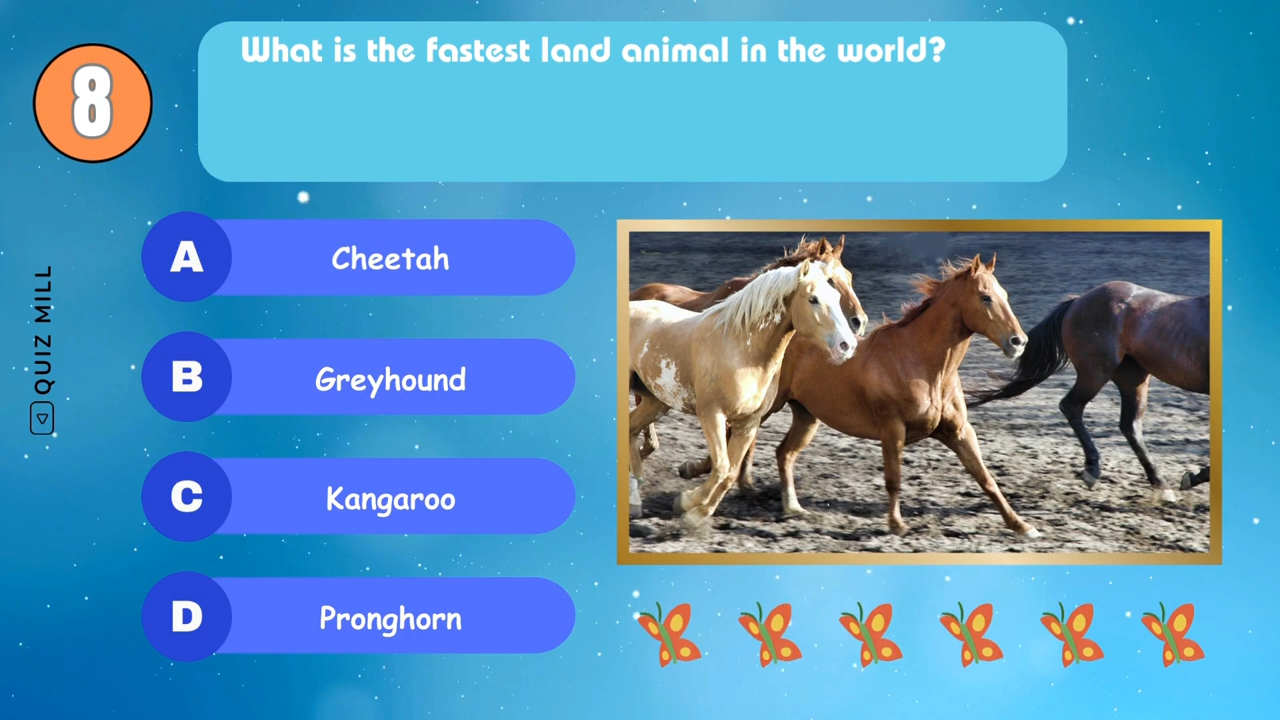 8
What is the fastest land animal in the world?
A Cheetah
B Greyhound
C Kangaroo
D Pronghorn
QUIZ MILL